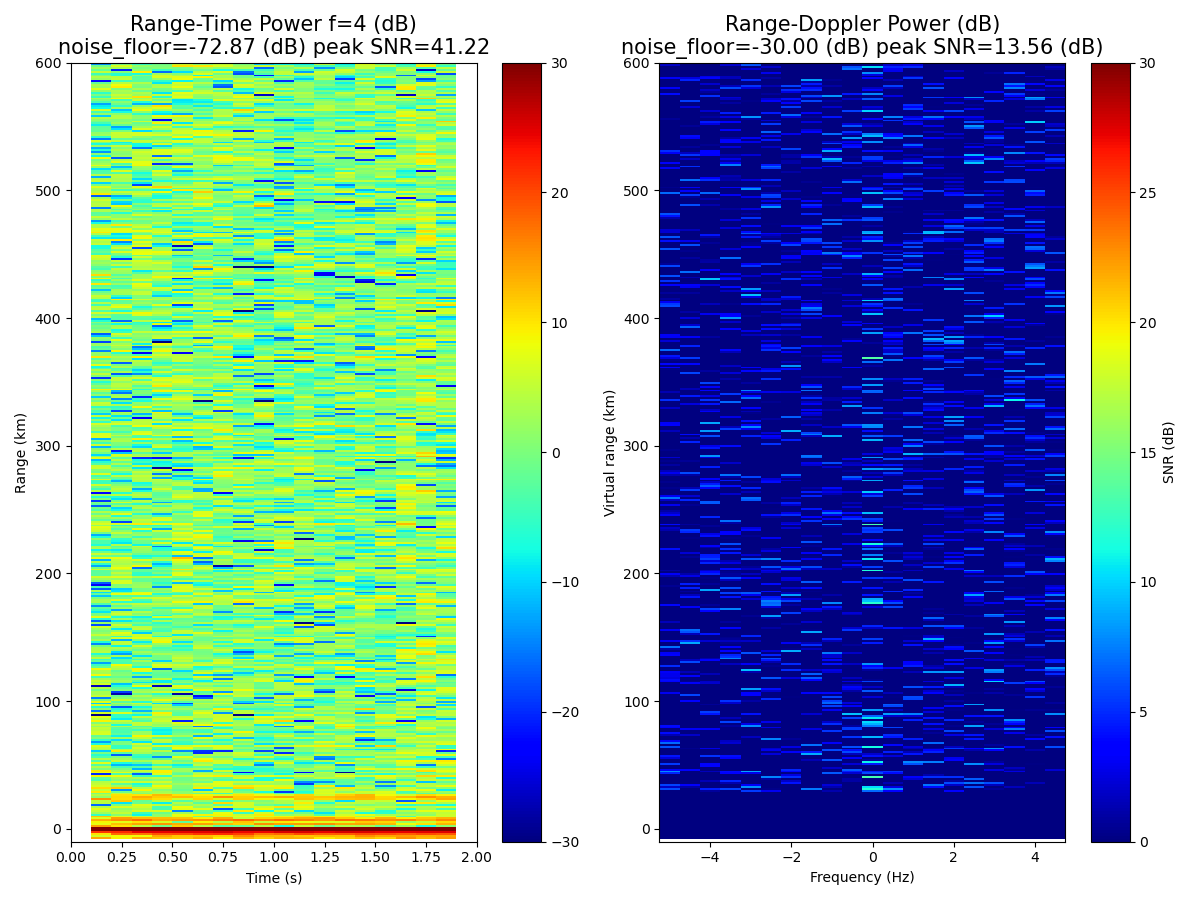 Range-Time Power f=4 (dB)
noise_floor=-72.87 (dB) peak SNR=41.22
600
500
400
300
200
100
0
Range (km)
0.00 0.25 0.50 0.75 1.00 1.25 1.50 1.75 2.00
Time (s)
30
20
10
0
−10
−20
−30
Range-Doppler Power (dB)
noise_floor=-30.00 (dB) peak SNR=13.56 (dB)
600
500
400
300
200
100
0
Virtual range (km)
−4 −2 0 2 4
Frequency (Hz)
30
25
20
15
10
5
0
SNR (dB)